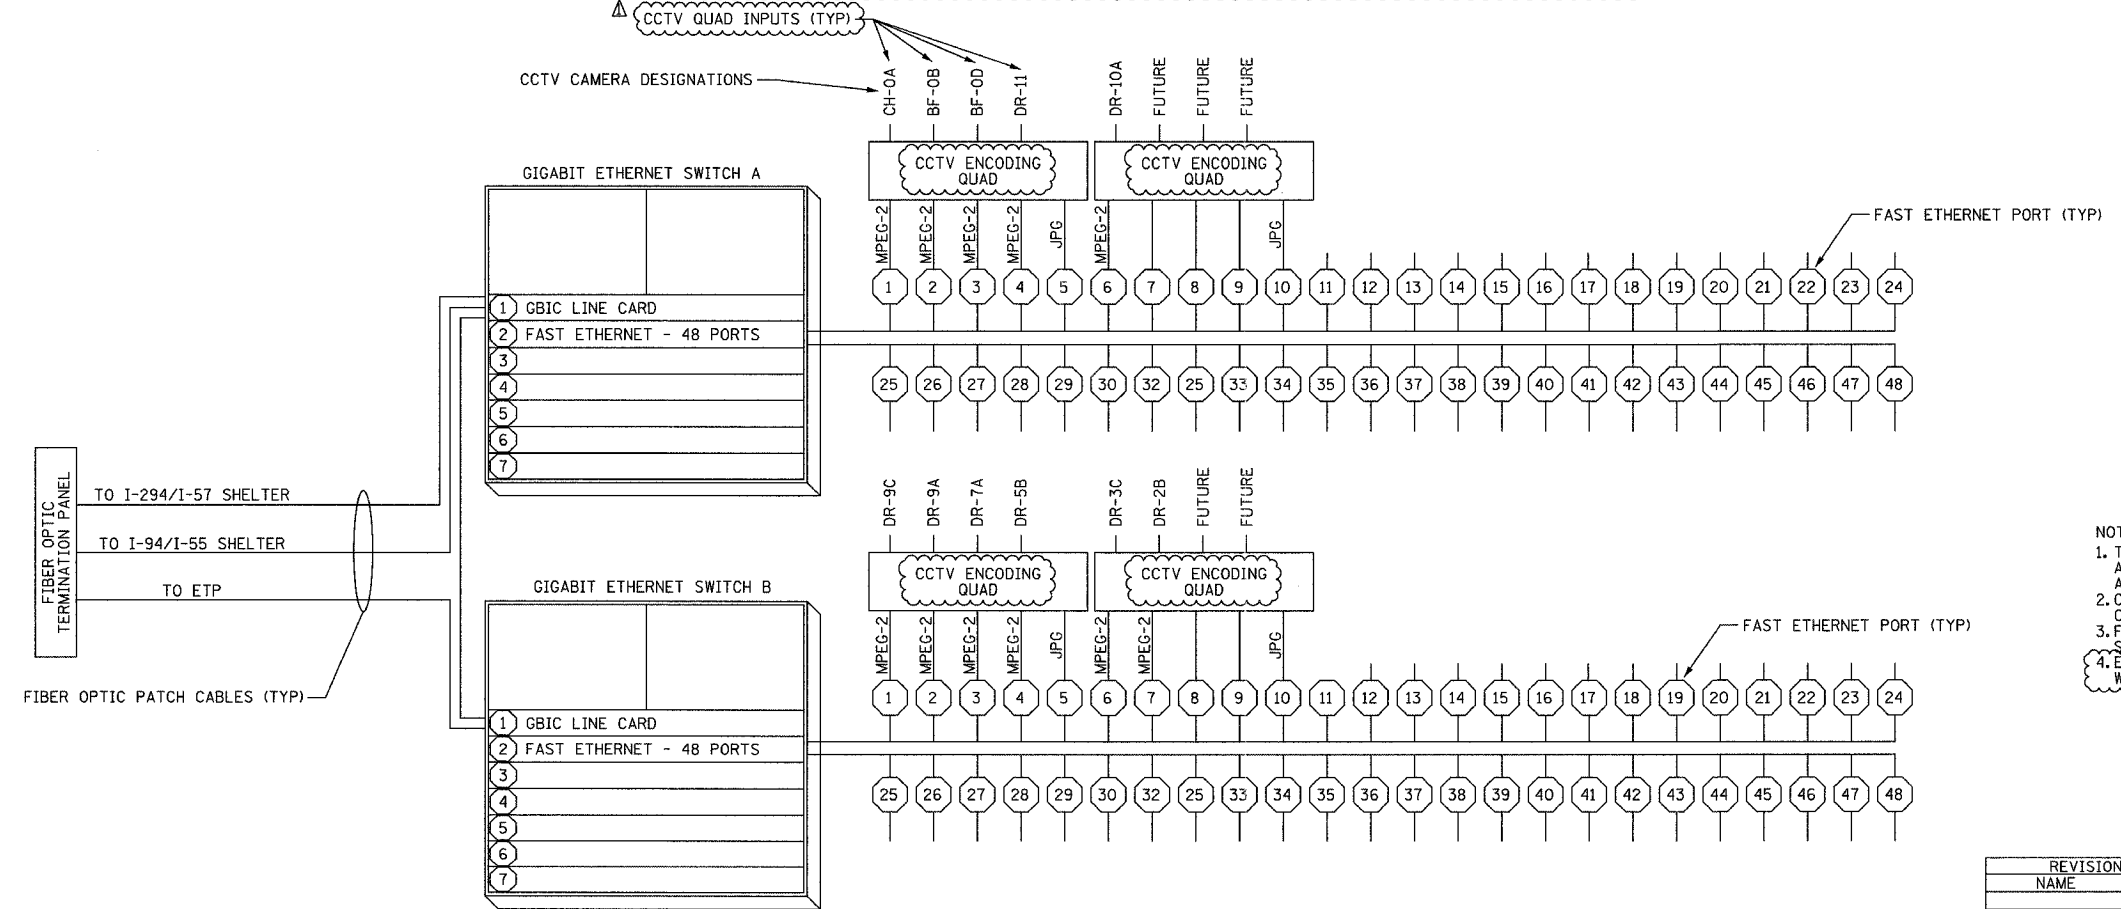 CCTV QUAD INPUTS (TYP)
CCTV CAMERA DESIGNATIONS
CH-0A
BF-0B
BF-0D
DR-11
DR-10A
FUTURE
FUTURE
FUTURE
CCTV ENCODING
QUAD
CCTV ENCODING
QUAD
MPEG-2
MPEG-2
MPEG-2
MPEG-2
JPG
MPEG-2
JPG
FAST ETHERNET PORT (TYP)
GIGABIT ETHERNET SWITCH A
1 GBIC LINE CARD
2 FAST ETHERNET - 48 PORTS
3
4
5
6
7
1 2 3 4 5 6 7 8 9 10 11 12 13 14 15 16 17 18 19 20 21 22 23 24
25 26 27 28 29 30 32 25 33 34 35 36 37 38 39 40 41 42 43 44 45 46 47 48
FIBER OPTIC
TERMINATION PANEL
TO I-294/I-57 SHELTER
TO I-94/I-55 SHELTER
TO ETP
FIBER OPTIC PATCH CABLES (TYP)
DR-9C
DR-9A
DR-7A
DR-5B
DR-3C
DR-2B
FUTURE
FUTURE
CCTV ENCODING
QUAD
CCTV ENCODING
QUAD
MPEG-2
MPEG-2
MPEG-2
MPEG-2
JPG
MPEG-2
MPEG-2
JPG
FAST ETHERNET PORT (TYP)
GIGABIT ETHERNET SWITCH B
1 GBIC LINE CARD
2 FAST ETHERNET - 48 PORTS
3
4
5
6
7
1 2 3 4 5 6 7 8 9 10 11 12 13 14 15 16 17 18 19 20 21 22 23 24
25 26 27 28 29 30 32 25 33 34 35 36 37 38 39 40 41 42 43 44 45 46 47 48
NOT
1. T
A
A
2. C
C
3. F
S
4. E
W
REVISION
NAME